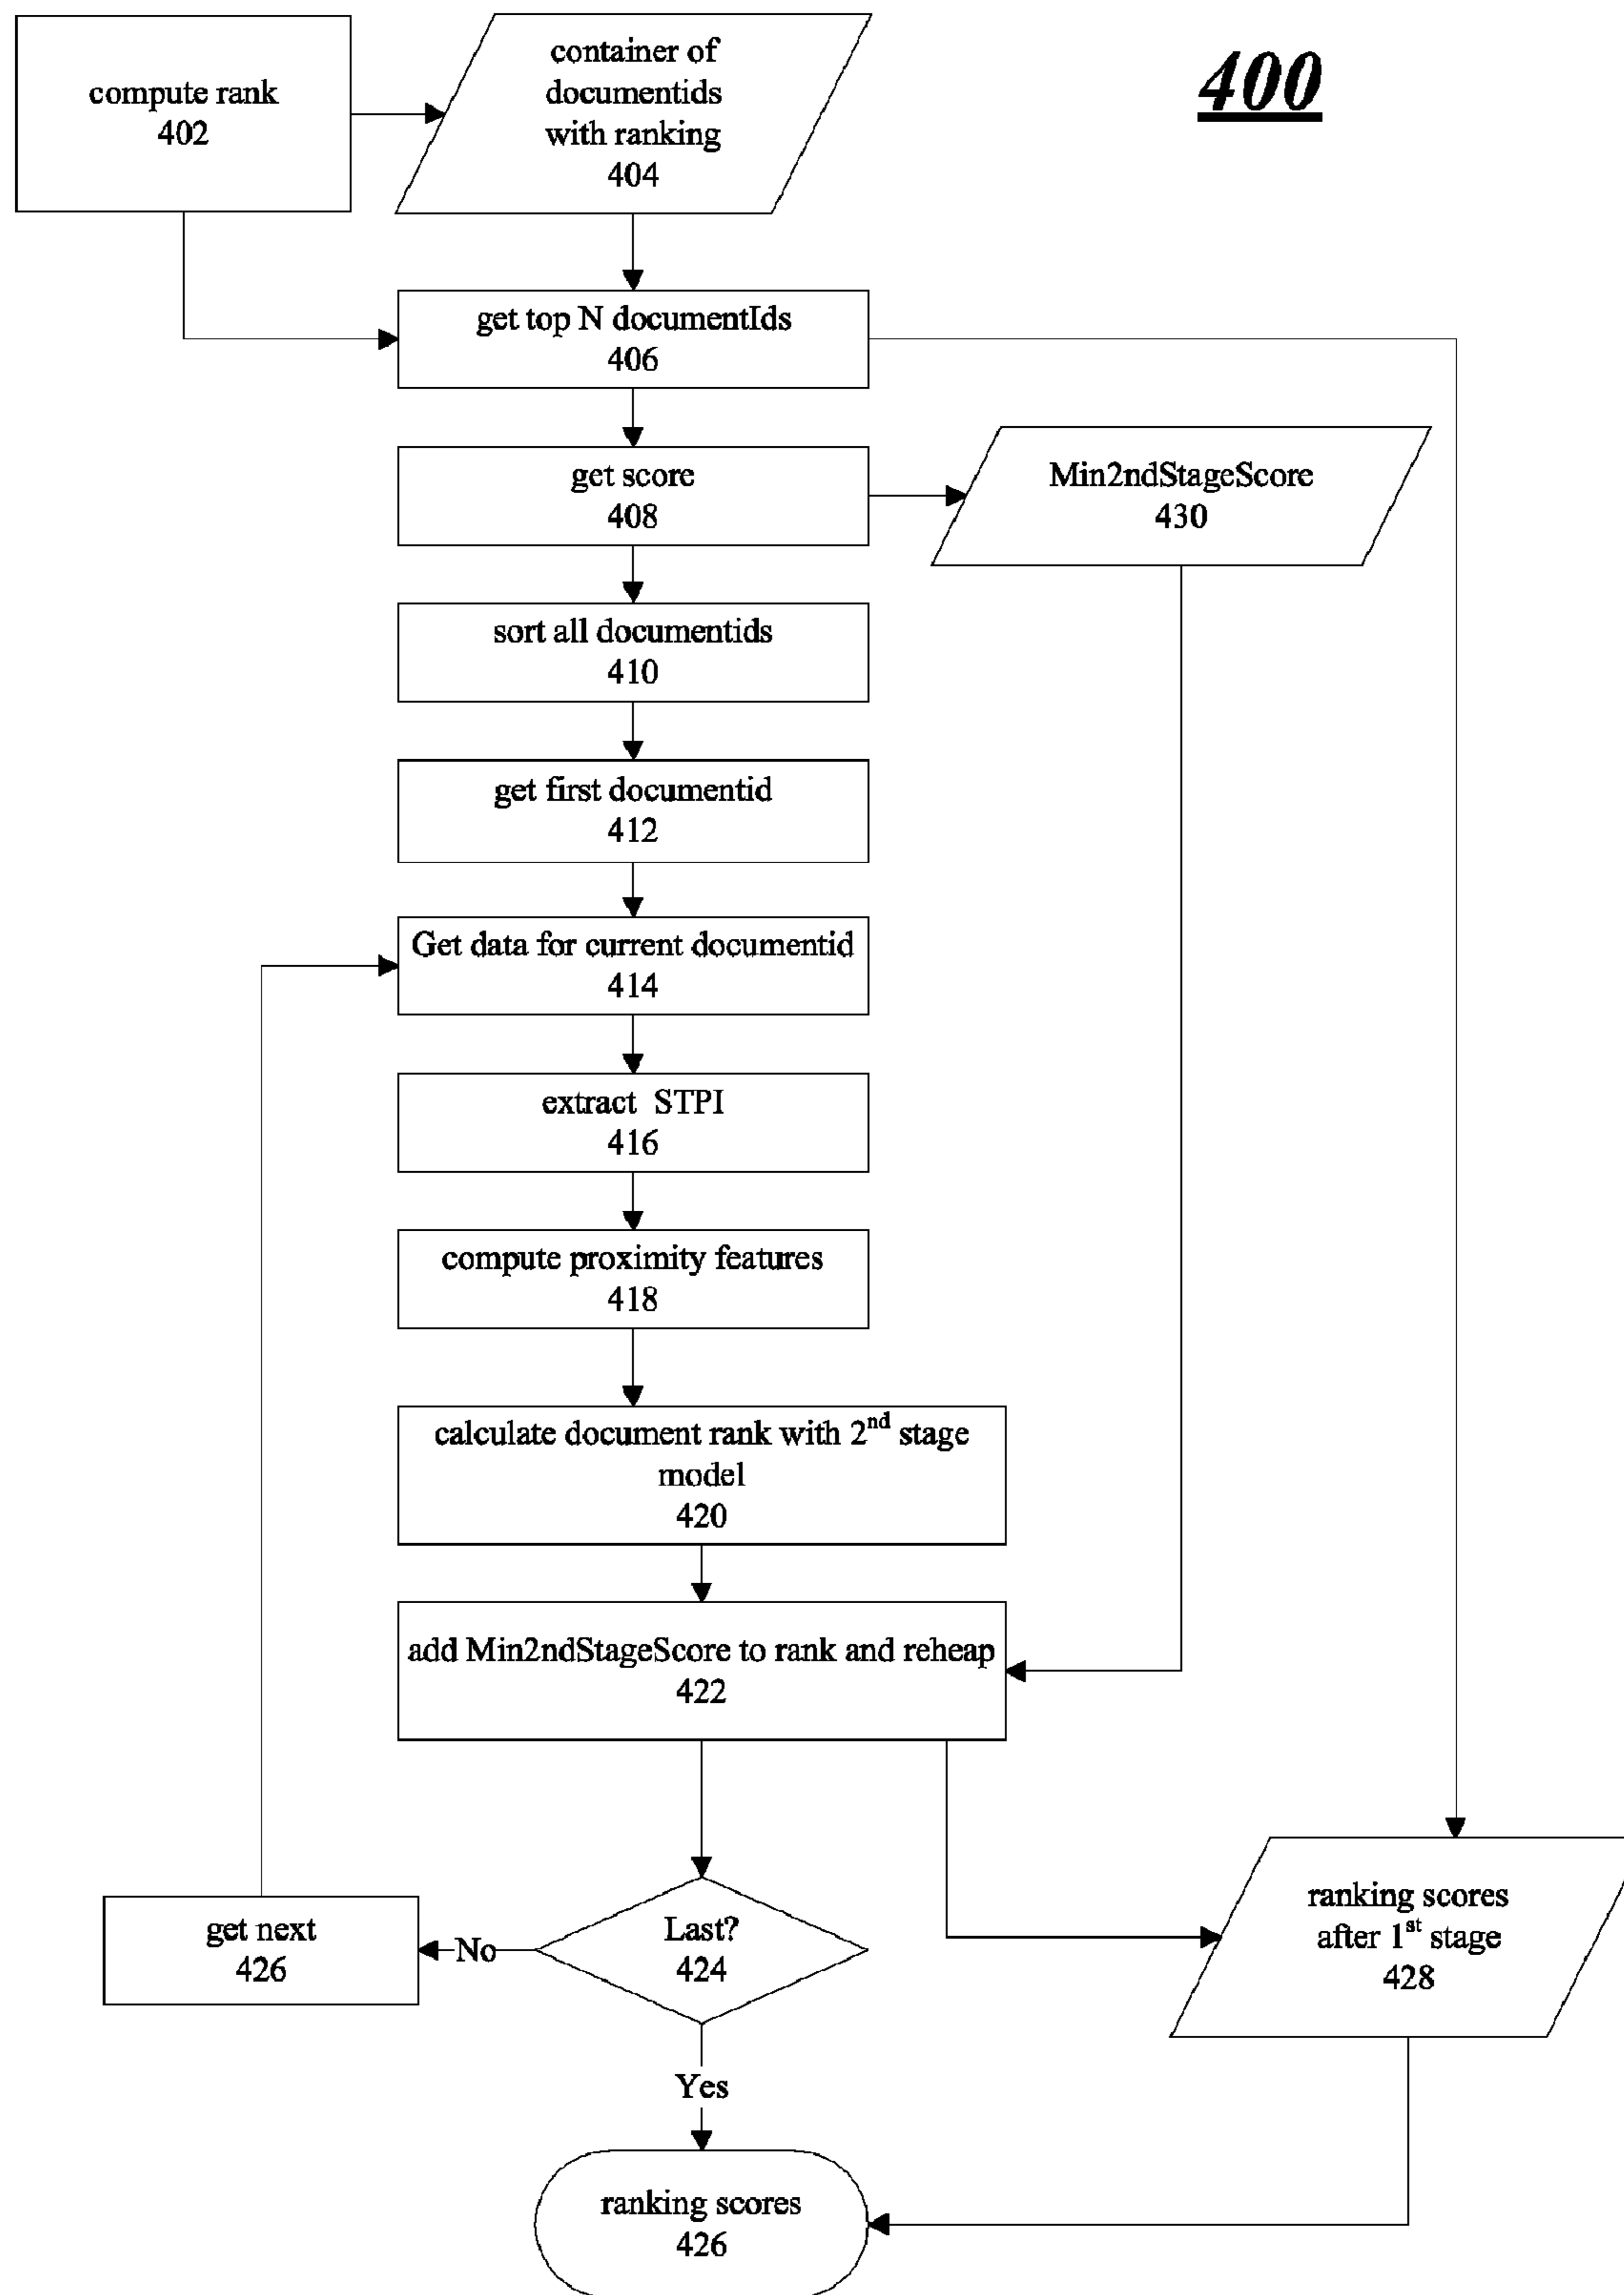 compute rank
402
container of
documentids
with ranking
404
400
get top N documentIds
406
get score
408
Min2ndStageScore
430
sort all documentids
410
get first documentid
412
Get data for current documentid
414
extract STPI
416
compute proximity features
418
calculate document rank with 2nd stage
model
420
add Min2ndStageScore to rank and reheap
422
get next
426
No
Last?
424
ranking scores
after 1st stage
428
Yes
ranking scores
426